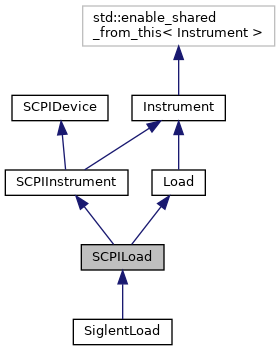 std::enable_shared
_from_this< Instrument >
SCPIDevice
Instrument
SCPIInstrument
Load
SCPILoad
SiglentLoad